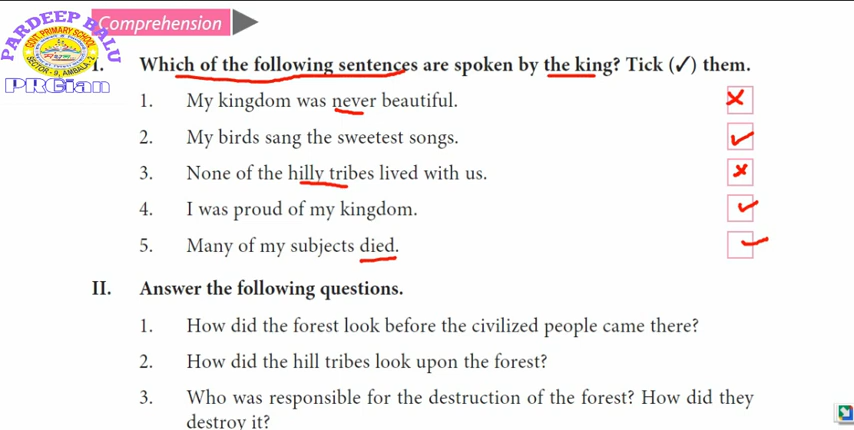 Comprehension
PARDEEP BALU
GOVT. PRIMARY SCHOOL
SECTOR-9, AMBALA
PRGian
I. Which of the following sentences are spoken by the king? Tick (✓) them.
1. My kingdom was never beautiful. ✗
2. My birds sang the sweetest songs. ✓
3. None of the hilly tribes lived with us. ✗
4. I was proud of my kingdom. ✓
5. Many of my subjects died. ✓
II. Answer the following questions.
1. How did the forest look before the civilized people came there?
2. How did the hill tribes look upon the forest?
3. Who was responsible for the destruction of the forest? How did they
destroy it?